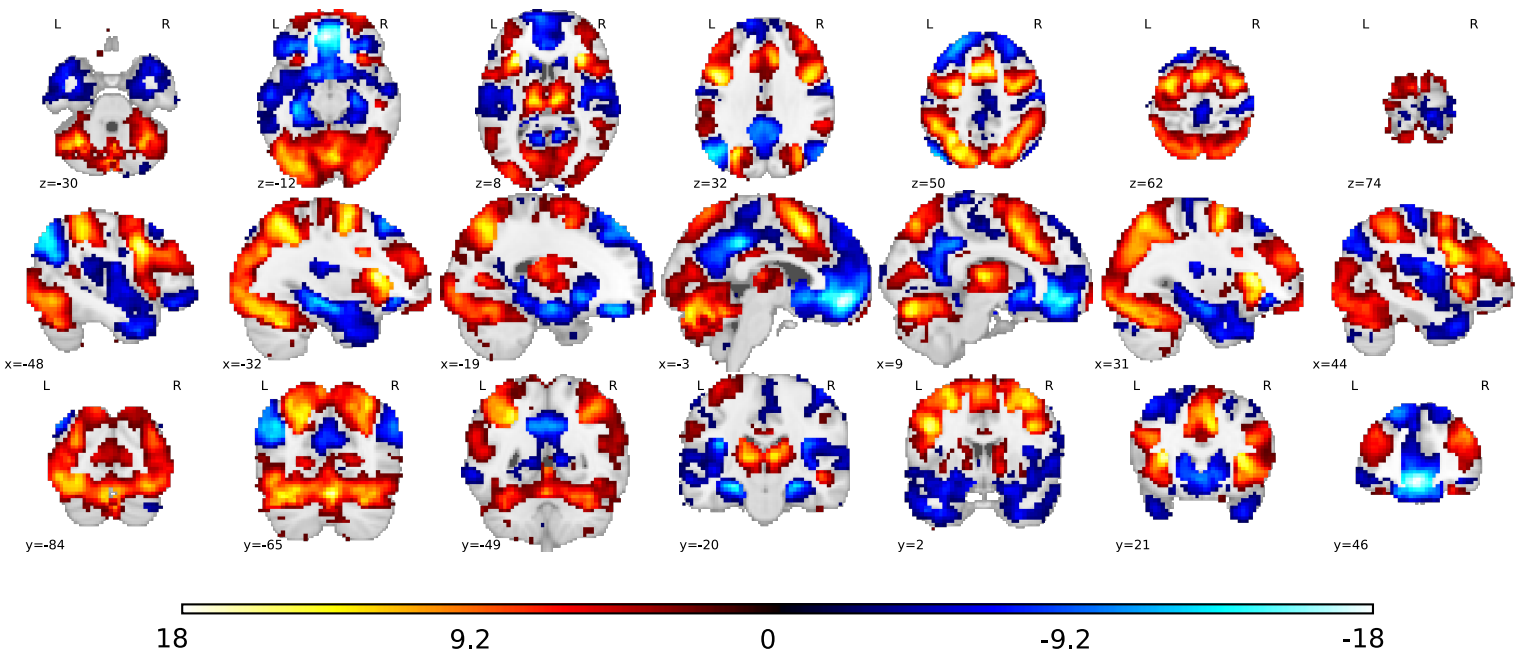 L R L R L R L R L R L R L R
z=-30 z=-12 z=8 z=32 z=50 z=62 z=74
x=-48 x=-32 x=-19 x=-3 x=9 x=31 x=44
L R L R L R L R L R L R L R
y=-84 y=-65 y=-49 y=-20 y=2 y=21 y=46
18 9.2 0 -9.2 -18